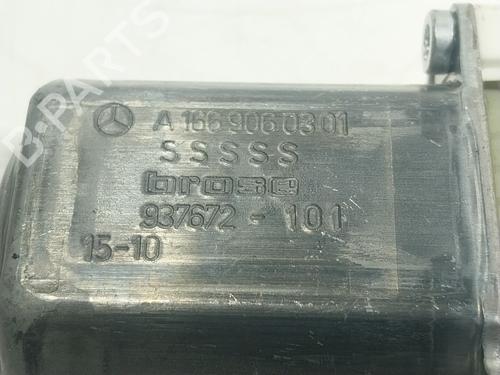 B-PARTS
A 166 906 03 01
SSSSS
brose
937672-101
15-10